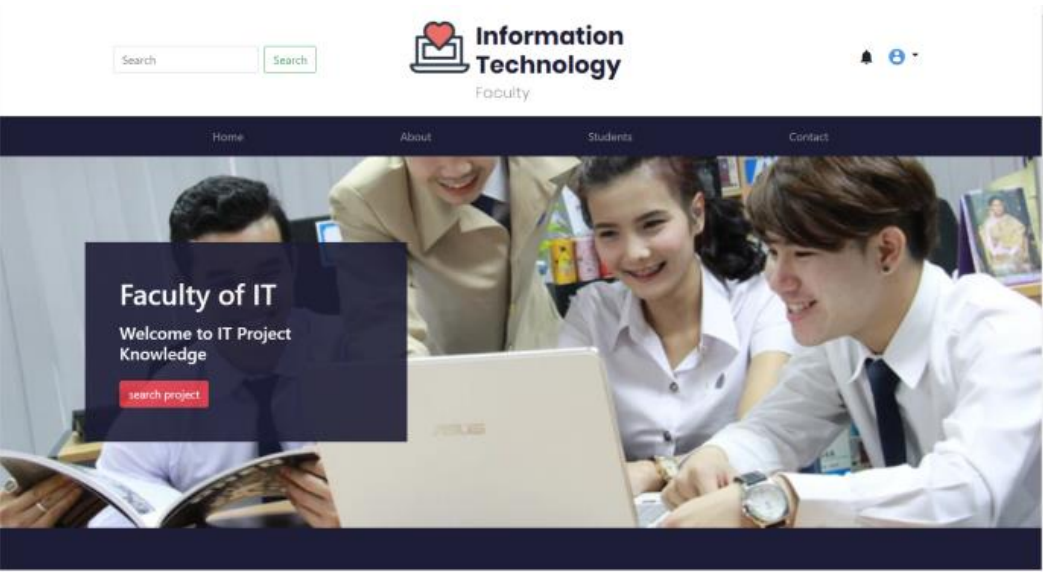 Search
Search
Information
Technology
Faculty
Home
About
Students
Contact
Faculty of IT
Welcome to IT Project
Knowledge
search project
ASUS